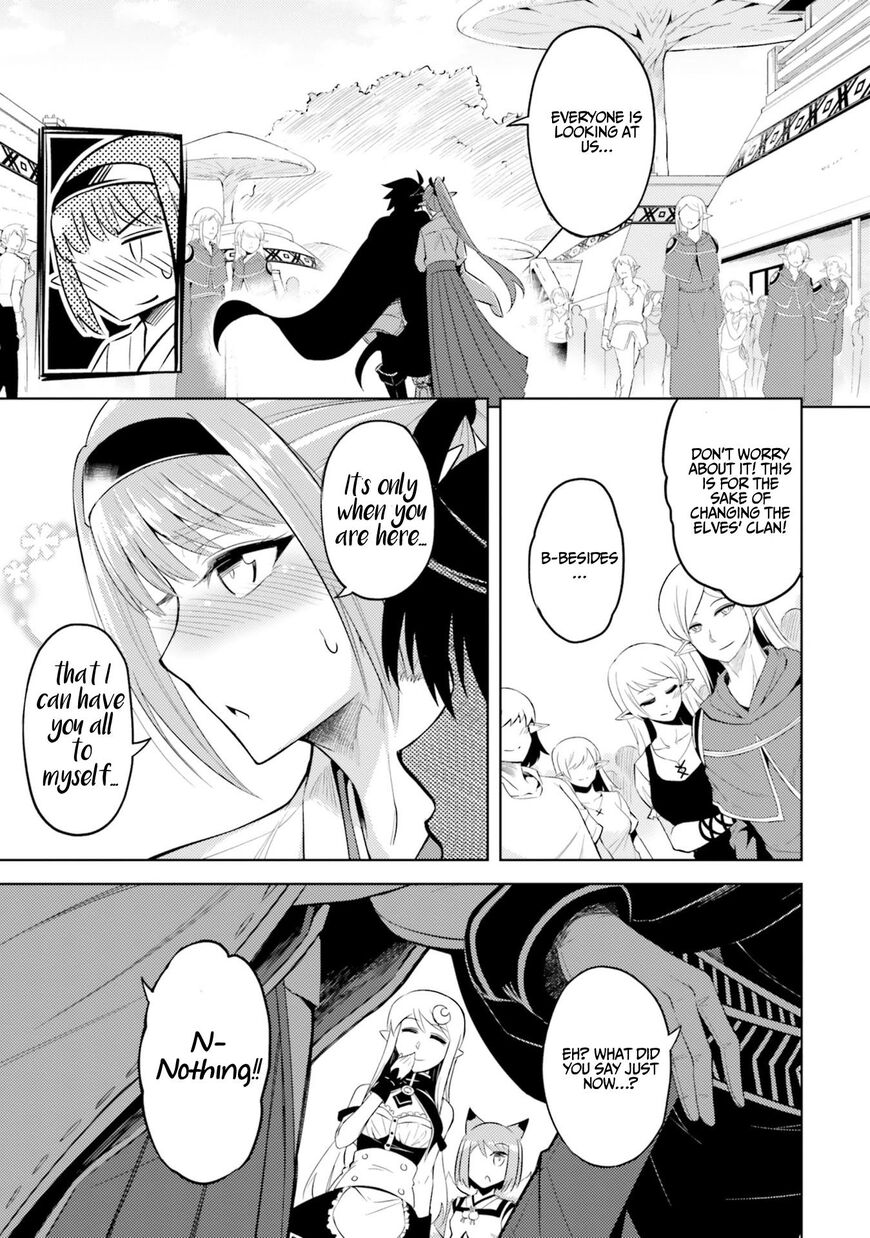 EVERYONE IS
LOOKING AT
US...
DON'T WORRY
ABOUT IT! THIS
IS FOR THE
SAKE OF
CHANGING THE
ELVES' CLAN!
B-BESIDES
...
It's only
when you
are here...
that I
can have
you all
to
myself...
EH? WHAT DID
YOU SAY JUST
NOW...?
N-
Nothing!!